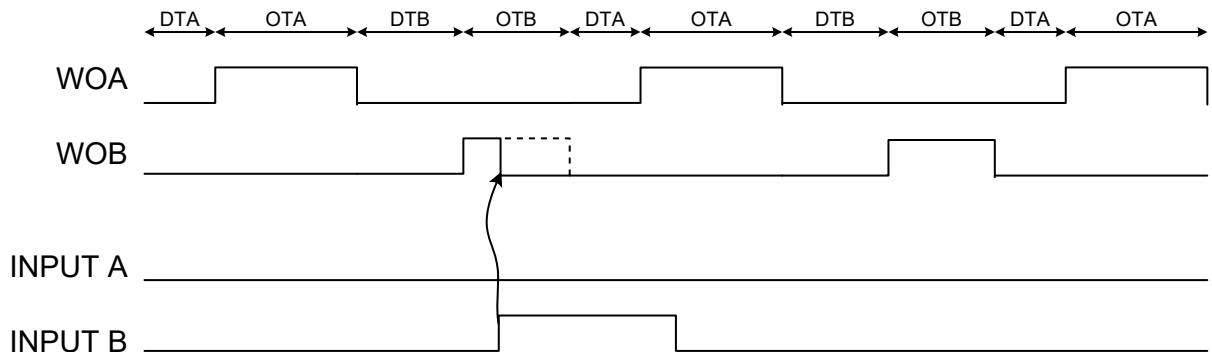 DTA OTA DTB OTB DTA OTA DTB OTB DTA OTA
WOA
WOB
INPUT A
INPUT B